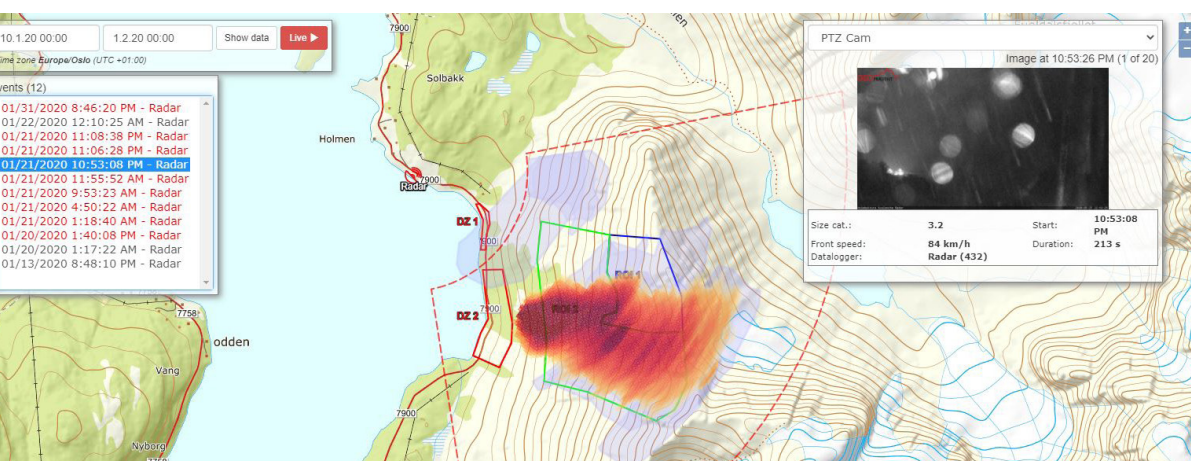 10.1.20 00:00
1.2.20 00:00
Show data
Live
Time zone Europe/Oslo (UTC +01:00)
Events (12)
01/31/2020 8:46:20 PM - Radar
01/22/2020 12:10:25 AM - Radar
01/21/2020 11:08:38 PM - Radar
01/21/2020 11:06:28 PM - Radar
01/21/2020 10:53:08 PM - Radar
01/21/2020 11:55:52 AM - Radar
01/21/2020 9:53:23 AM - Radar
01/21/2020 4:50:22 AM - Radar
01/21/2020 1:18:40 AM - Radar
01/20/2020 1:40:08 PM - Radar
01/20/2020 1:17:22 AM - Radar
01/13/2020 8:48:10 PM - Radar
7900
Solbakk
Holmen
7900
Radar
DZ 1
7900
ROI 1
DZ 2
7900
ROI 2
7758
odden
Vang
7900
Nyborg
7758
PTZ Cam
Image at 10:53:26 PM (1 of 20)
Size cat.: 3.2 Start: 10:53:08 PM
Front speed: 84 km/h Duration: 213 s
Datalogger: Radar (432)
+
−